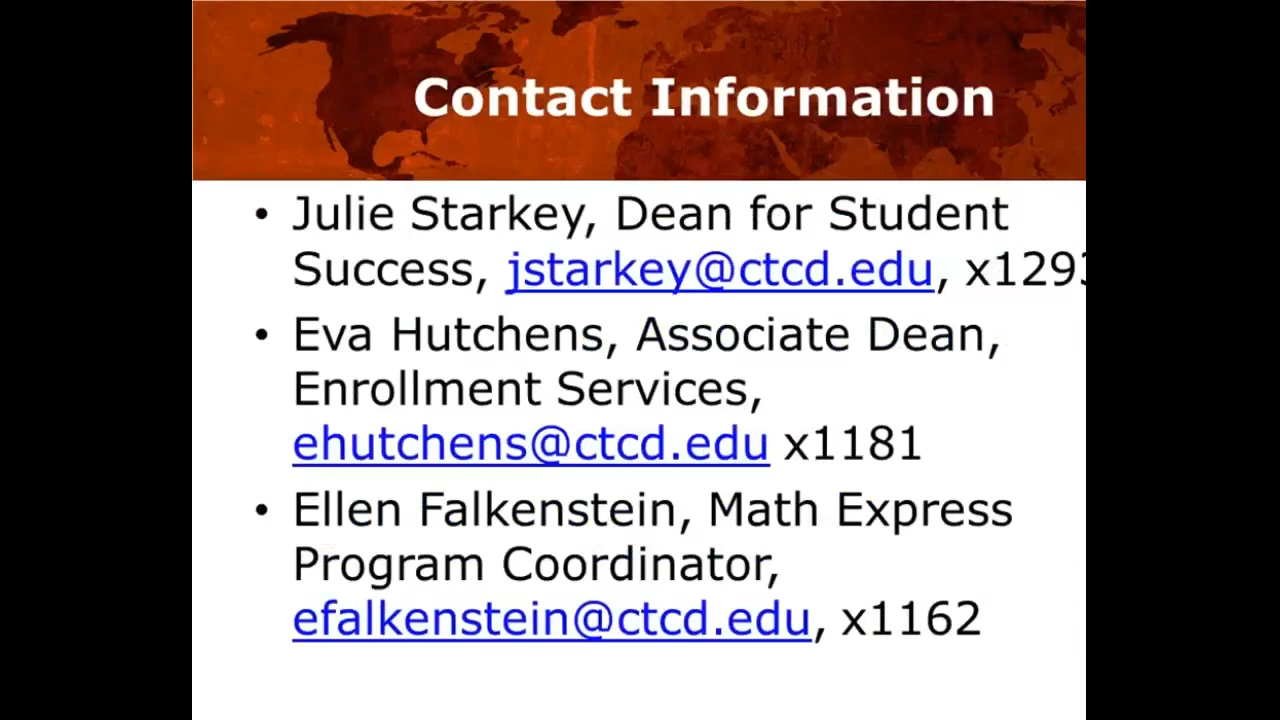 Contact Information
• Julie Starkey, Dean for Student
Success, jstarkey@ctcd.edu, x1293
• Eva Hutchens, Associate Dean,
Enrollment Services,
ehutchens@ctcd.edu x1181
• Ellen Falkenstein, Math Express
Program Coordinator,
efalkenstein@ctcd.edu, x1162